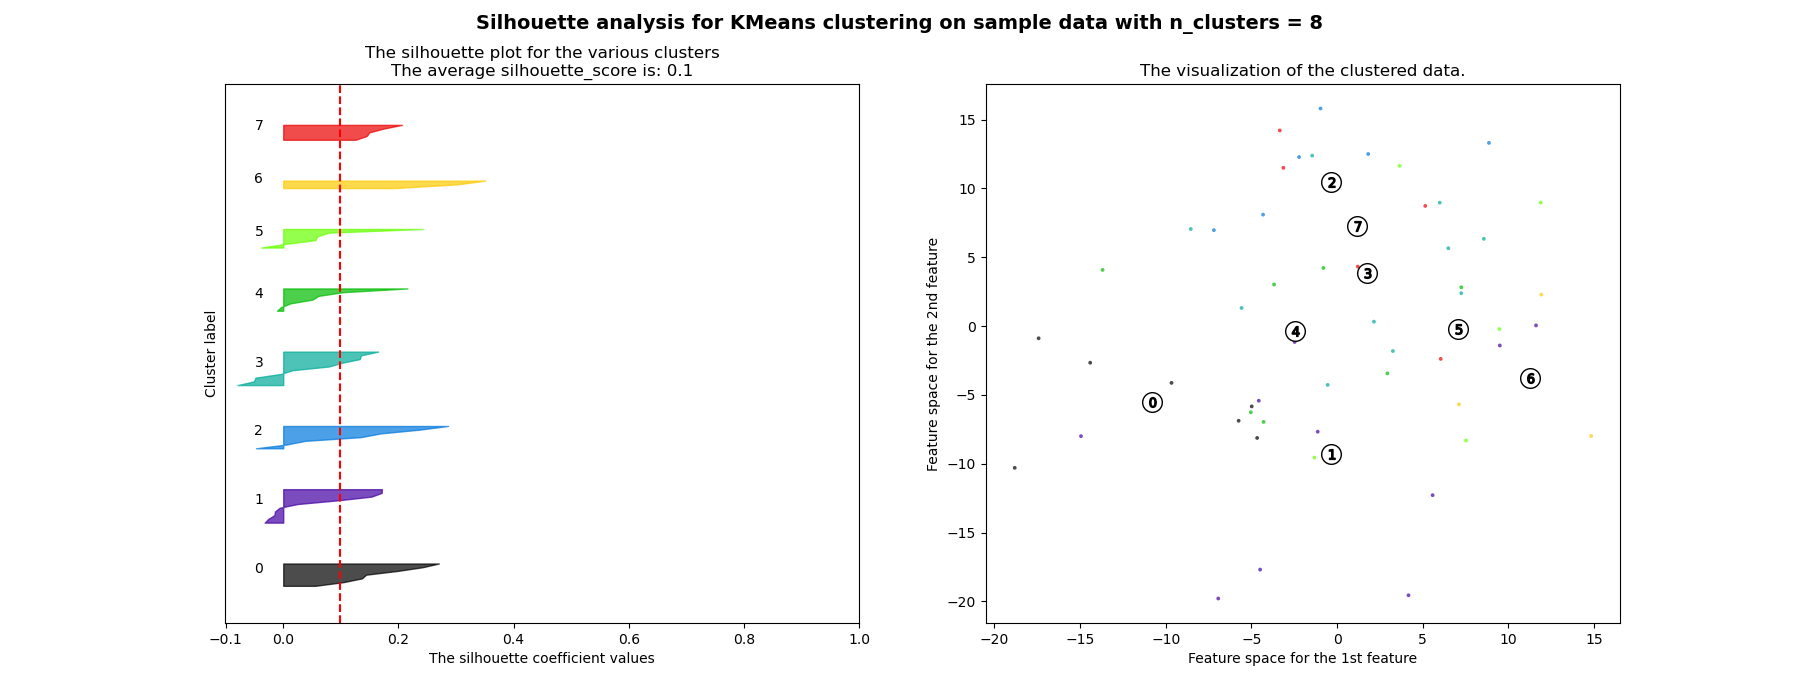 Silhouette analysis for KMeans clustering on sample data with n_clusters = 8
The silhouette plot for the various clusters
The average silhouette_score is: 0.1
7
6
5
4
3
2
1
0
Cluster label
−0.1 0.0 0.2 0.4 0.6 0.8 1.0
The silhouette coefficient values
The visualization of the clustered data.
15
10
5
0
−5
−10
−15
−20
Feature space for the 2nd feature
2
7
3
4
5
6
0
1
−20 −15 −10 −5 0 5 10 15
Feature space for the 1st feature